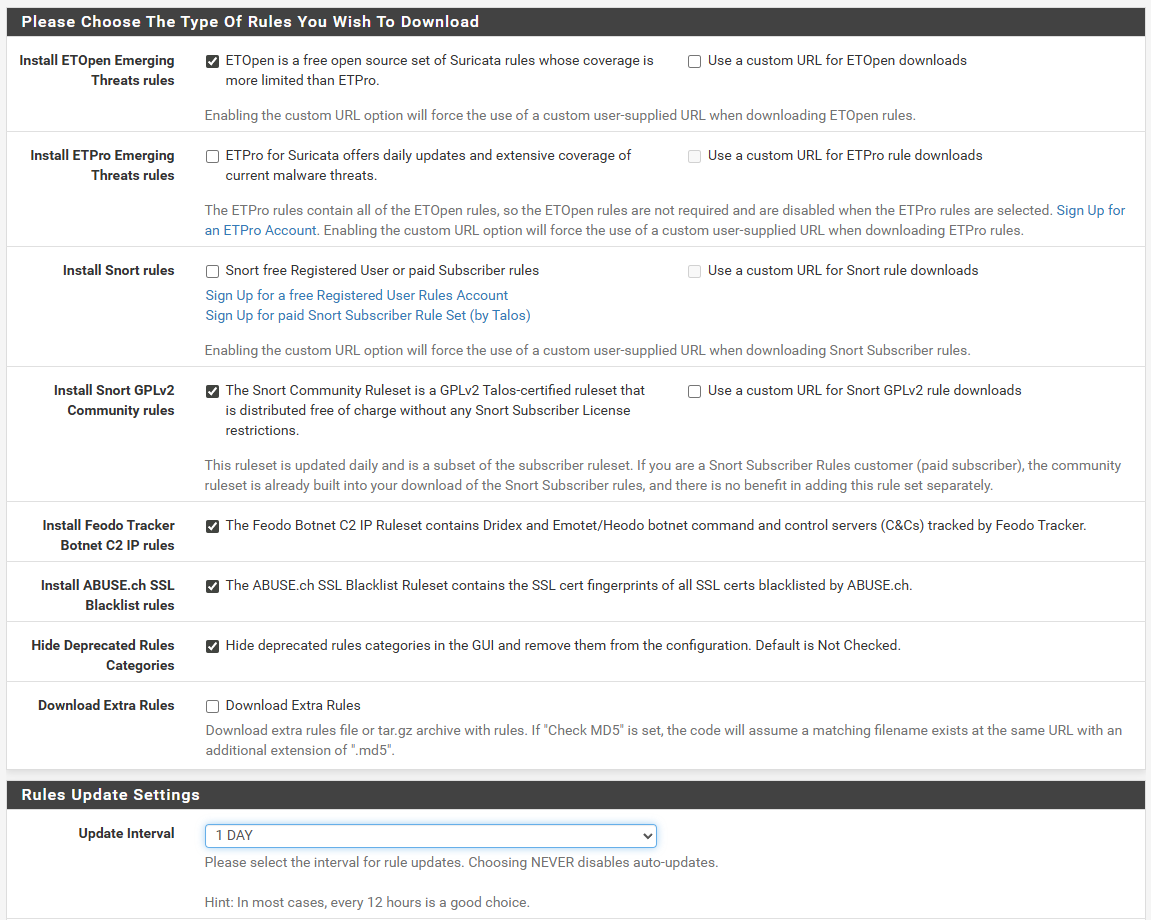 Please Choose The Type Of Rules You Wish To Download
Install ETOpen Emerging
Threats rules
ETOpen is a free open source set of Suricata rules whose coverage is
more limited than ETPro.
Use a custom URL for ETOpen downloads
Enabling the custom URL option will force the use of a custom user-supplied URL when downloading ETOpen rules.
Install ETPro Emerging
Threats rules
ETPro for Suricata offers daily updates and extensive coverage of
current malware threats.
Use a custom URL for ETPro rule downloads
The ETPro rules contain all of the ETOpen rules, so the ETOpen rules are not required and are disabled when the ETPro rules are selected. Sign Up for
an ETPro Account. Enabling the custom URL option will force the use of a custom user-supplied URL when downloading ETPro rules.
Install Snort rules
Snort free Registered User or paid Subscriber rules
Use a custom URL for Snort rule downloads
Sign Up for a free Registered User Rules Account
Sign Up for paid Snort Subscriber Rule Set (by Talos)
Enabling the custom URL option will force the use of a custom user-supplied URL when downloading Snort Subscriber rules.
Install Snort GPLv2
Community rules
The Snort Community Ruleset is a GPLv2 Talos-certified ruleset that
is distributed free of charge without any Snort Subscriber License
restrictions.
Use a custom URL for Snort GPLv2 rule downloads
This ruleset is updated daily and is a subset of the subscriber ruleset. If you are a Snort Subscriber Rules customer (paid subscriber), the community
ruleset is already built into your download of the Snort Subscriber rules, and there is no benefit in adding this rule set separately.
Install Feodo Tracker
Botnet C2 IP rules
The Feodo Botnet C2 IP Ruleset contains Dridex and Emotet/Heodo botnet command and control servers (C&Cs) tracked by Feodo Tracker.
Install ABUSE.ch SSL
Blacklist rules
The ABUSE.ch SSL Blacklist Ruleset contains the SSL cert fingerprints of all SSL certs blacklisted by ABUSE.ch.
Hide Deprecated Rules
Categories
Hide deprecated rules categories in the GUI and remove them from the configuration. Default is Not Checked.
Download Extra Rules
Download Extra Rules
Download extra rules file or tar.gz archive with rules. If "Check MD5" is set, the code will assume a matching filename exists at the same URL with an
additional extension of ".md5".
Rules Update Settings
Update Interval
1 DAY
Please select the interval for rule updates. Choosing NEVER disables auto-updates.
Hint: In most cases, every 12 hours is a good choice.